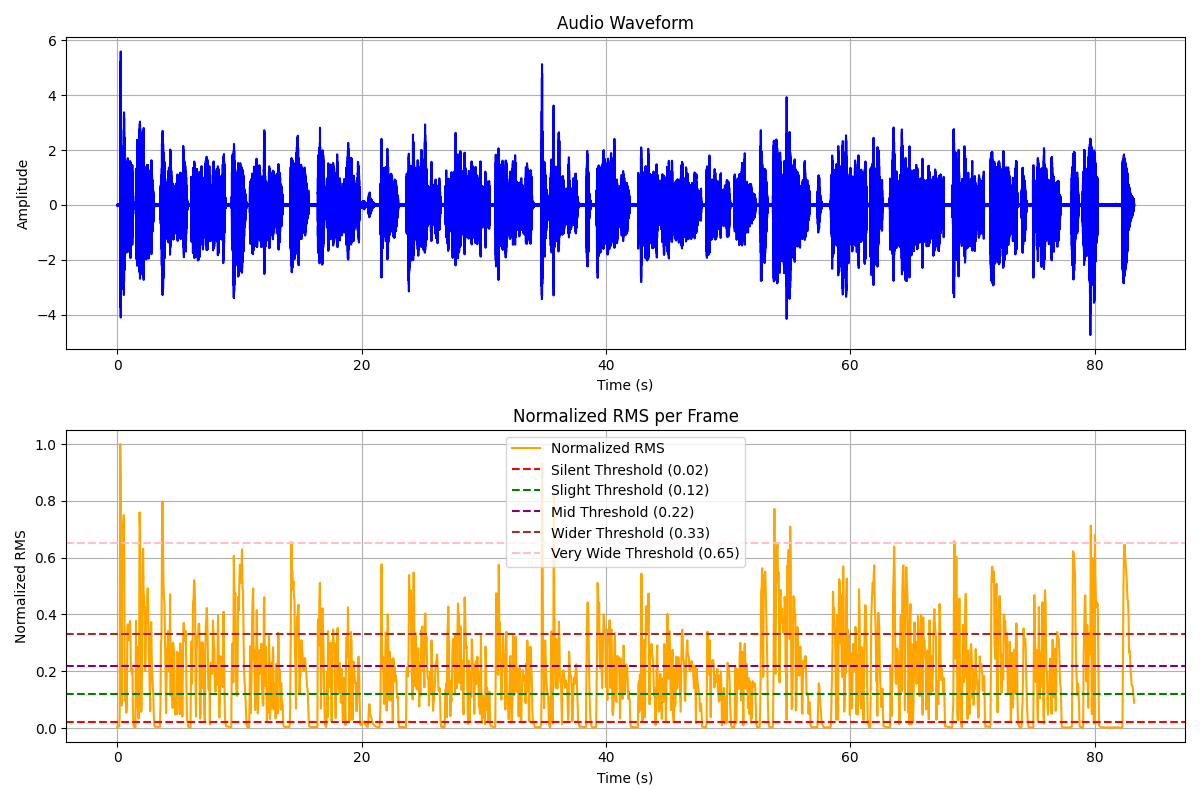 Audio Waveform
6
4
2
0
−2
−4
Amplitude
0 20 40 60 80
Time (s)
Normalized RMS per Frame
1.0
0.8
0.6
0.4
0.2
0.0
Normalized RMS
Normalized RMS
Silent Threshold (0.02)
Slight Threshold (0.12)
Mid Threshold (0.22)
Wider Threshold (0.33)
Very Wide Threshold (0.65)
0 20 40 60 80
Time (s)